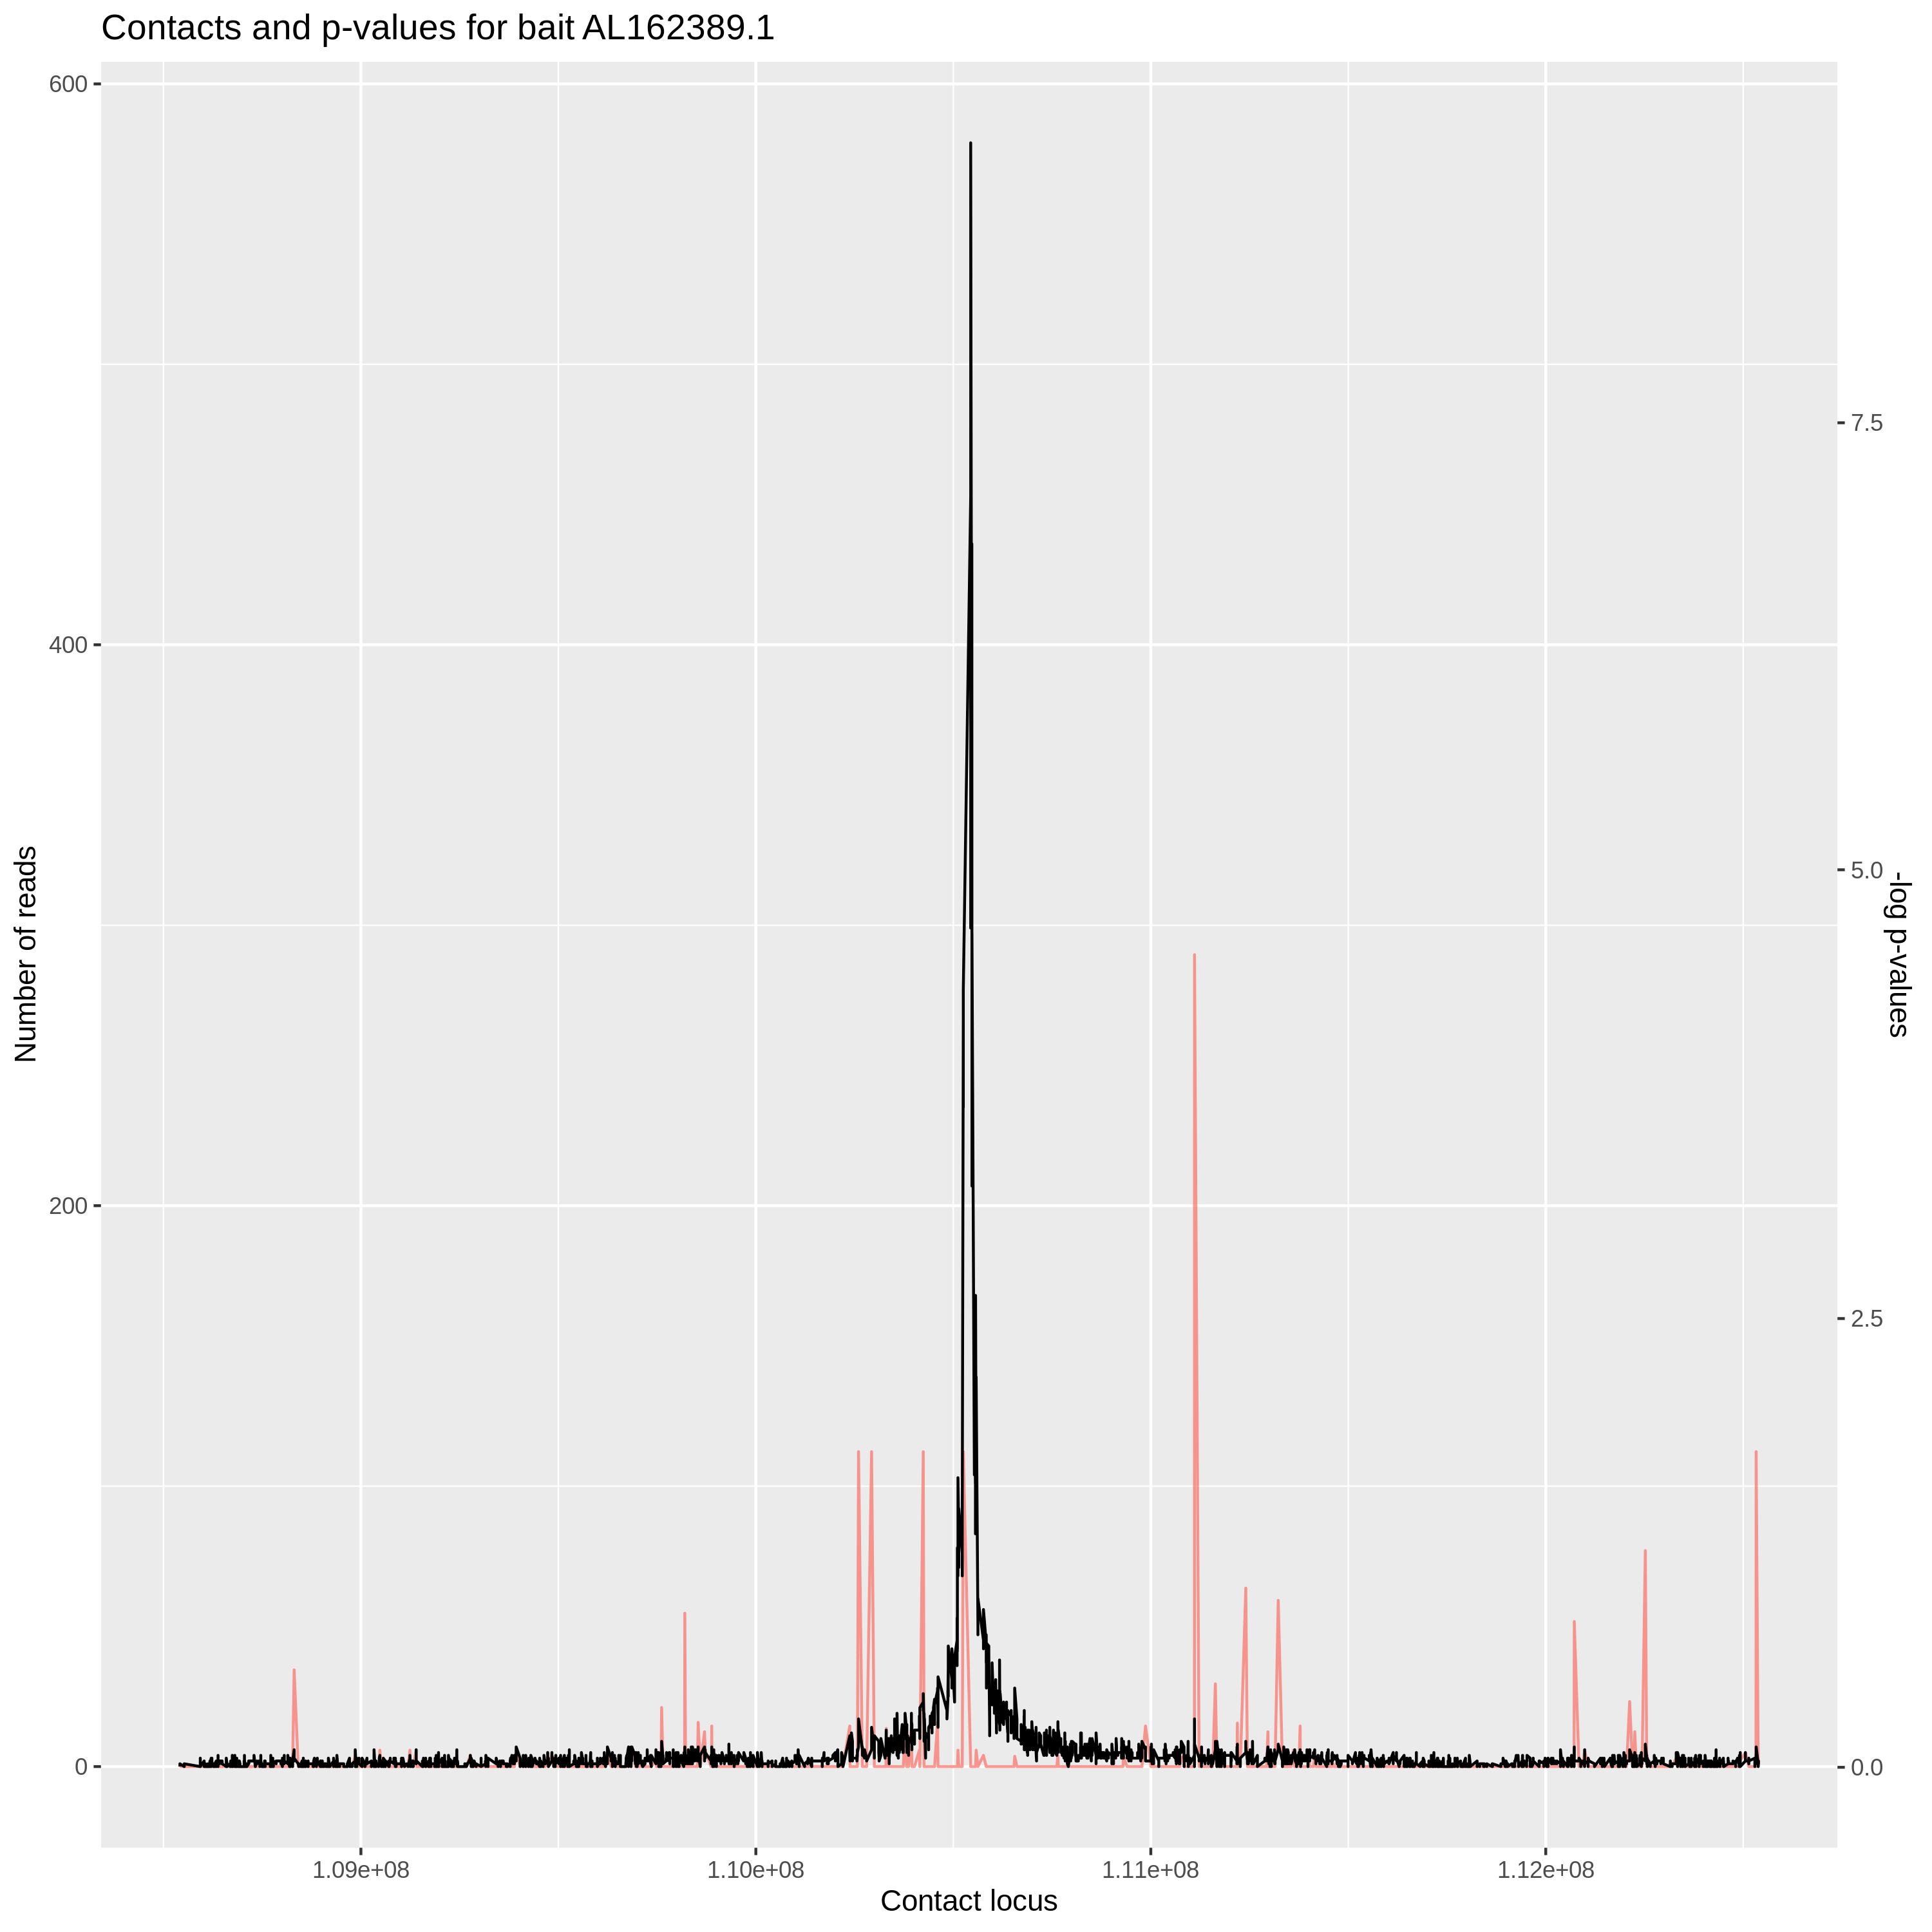 Contacts and p-values for bait AL162389.1
600
400
200
0
Number of reads
7.5
5.0
2.5
0.0
-log p-values
1.09e+08
1.10e+08
1.11e+08
1.12e+08
Contact locus